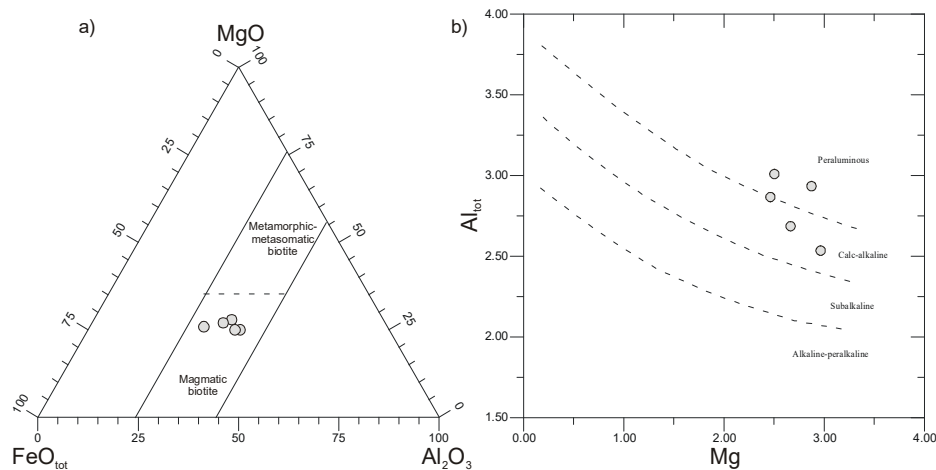 a)
MgO
0
100
25
75
50
50
75
25
100
0
Metamorphic-
metasomatic
biotite
Magmatic
biotite
0
25
50
75
100
FeOtot
Al2O3
b)
4.00
3.50
3.00
2.50
2.00
1.50
Altot
Peraluminous
Calc-alkaline
Subalkaline
Alkaline-peralkaline
0.00
1.00
2.00
3.00
4.00
Mg